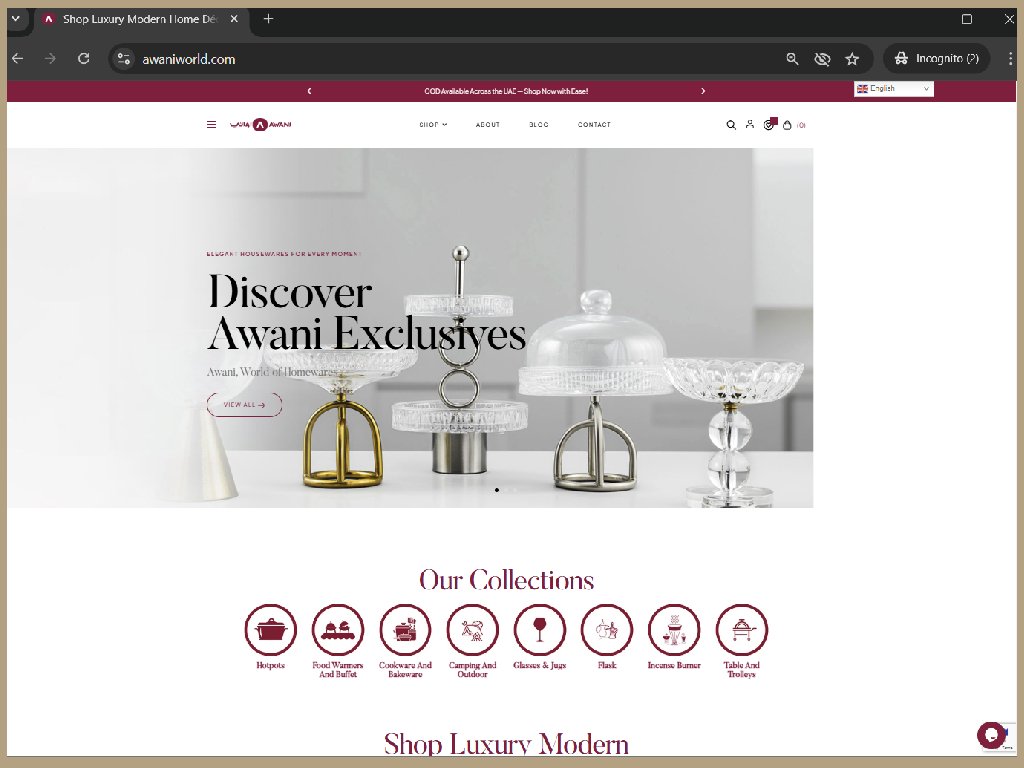 Shop Luxury Modern Home Dé
awaniworld.com
Incognito (2)
COD Available Across the UAE – Shop Now with Ease!
English
AWANI
SHOP
ABOUT
BLOG
CONTACT
(0)
ELEGANT HOUSEWARES FOR EVERY MOMENT
Discover
Awani Exclusives
Awani, World of Homewares
VIEW ALL
Our Collections
Hotpots
Food Warmers
And Buffet
Cookware And
Bakeware
Camping And
Outdoor
Glasses & Jugs
Flask
Incense Burner
Table And
Trolleys
Shop Luxury Modern